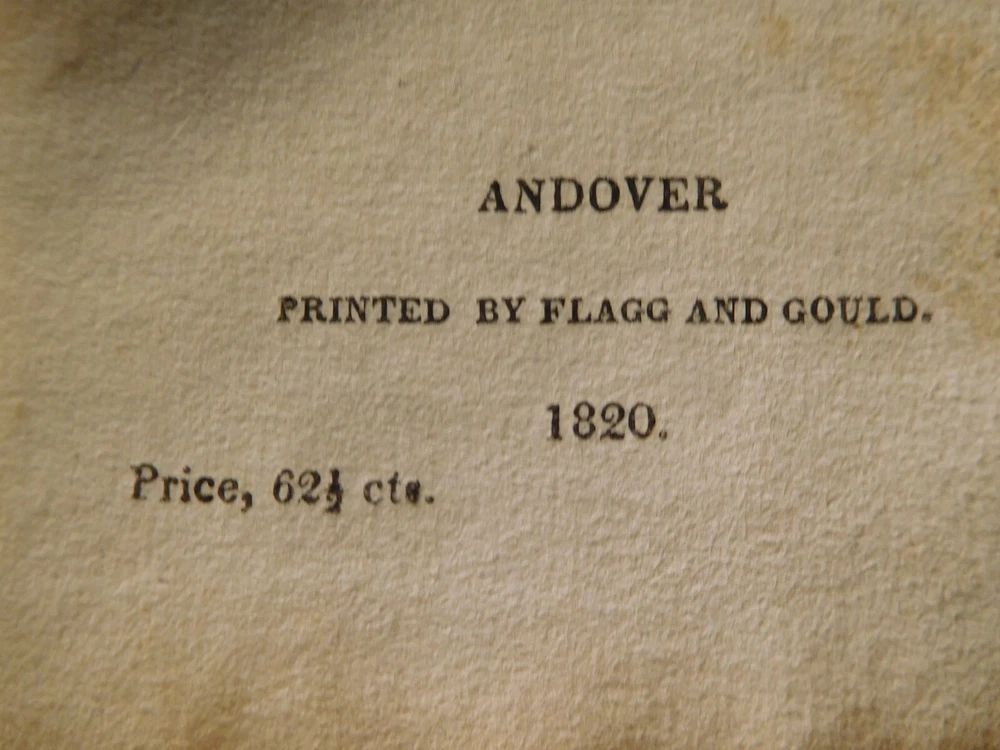 ANDOVER
PRINTED BY FLAGG AND GOULD.
1820.
Price, 62½ cts.